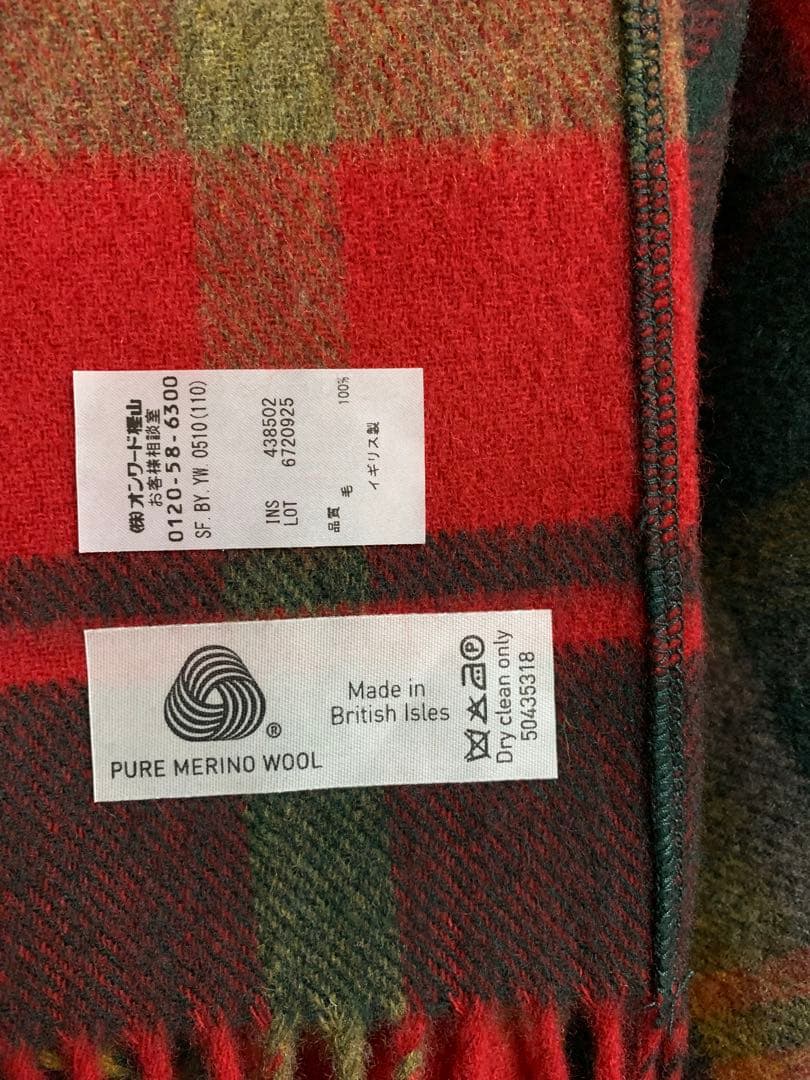 (株)オンワード樫山
お客様相談室
0120-58-6300
SF. BY. YW. 0510(110)
INS 438502
LOT 6720925
品質 毛 100%
イギリス製
®
PURE MERINO WOOL
Made in
British Isles
P
Dry clean only
50435318